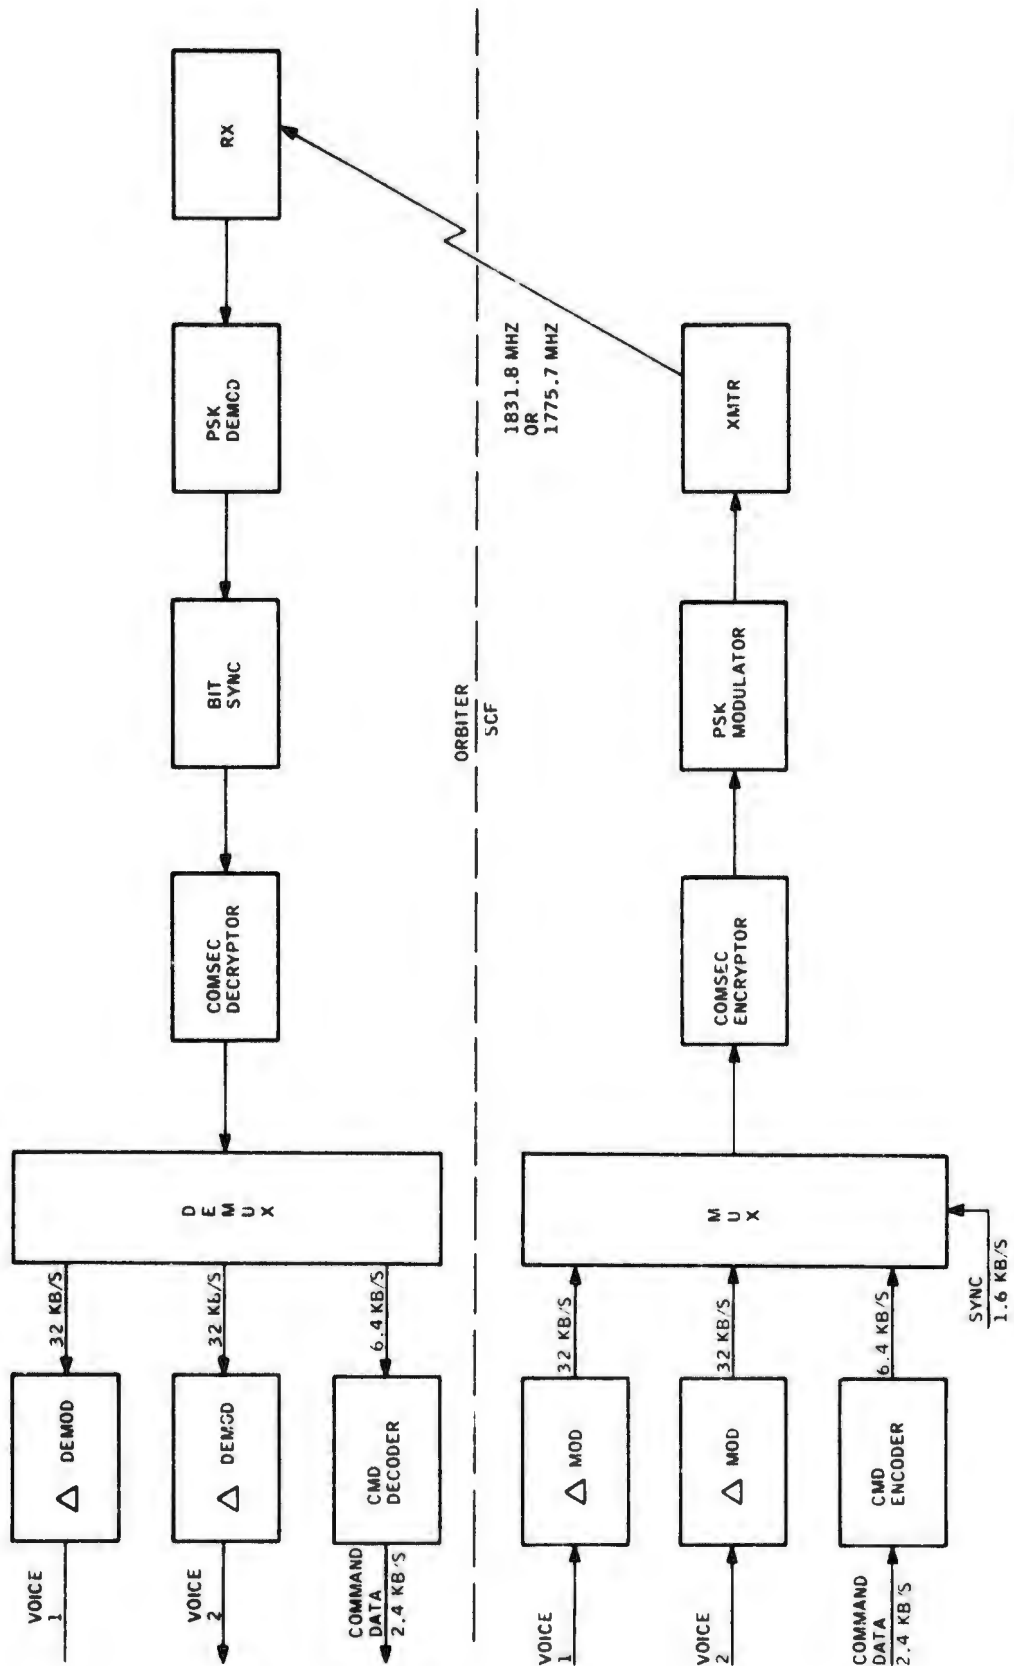 VOICE
1
△ DEMOD
32 KB/S
VOICE
2
△ DEMOD
32 KB/S
COMMAND
DATA
2.4 KB/S
CMD
DECODER
6.4 KB/S
D
E
M
U
X
COMSEC
DECRYPTOR
BIT
SYNC
PSK
DEMOD
RX
ORBITER
SCF
1831.8 MHZ
OR
1775.7 MHZ
VOICE
1
△ MOD
32 KB/S
VOICE
2
△ MOD
32 KB/S
COMMAND
DATA
2.4 KB/S
CMD
ENCODER
6.4 KB/S
M
U
X
SYNC
1.6 KB/S
COMSEC
ENCRYPTOR
PSK
MODULATOR
XMTR